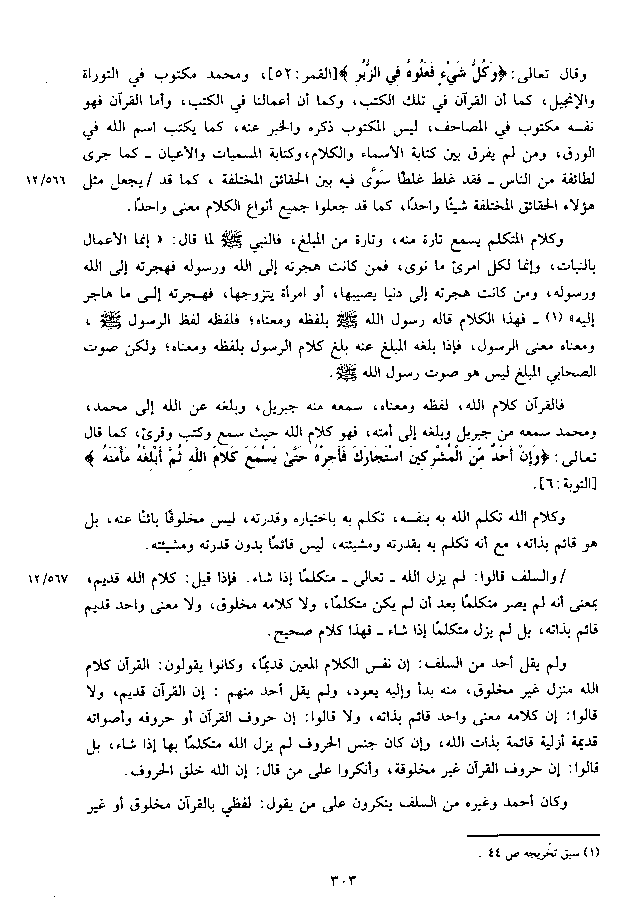 وقال تعالى: ﴿وَكُلُّ شَيْءٍ فَعَلُوهُ فِي الزُّبُرِ﴾ [القمر: ٥٢]، ومحمد مكتوب في التوراة
والإنجيل، كما أن القرآن في تلك الكتب، وكما أن أعمالنا في الكتب، وأما القرآن فهو
نفسه مكتوب في المصاحف، ليس المكتوب ذكره والخبر عنه، كما يكتب اسم الله في
الورق، ومن لم يفرق بين كتابة الأسماء والكلام، وكتابة المسميات والأعيان ـ كما جرى
١٢/٥٦٦ لطائفة من الناس ـ فقد غلط غلطًا سَوَّى فيه بين الحقائق المختلفة ، كما قد / يجعل مثل
هؤلاء الحقائق المختلفة شيئًا واحدًا، كما قد جعلوا جميع أنواع الكلام معنى واحدًا.
وكلام المتكلم يسمع تارة منه، وتارة من المبلغ، فالنبي ﷺ لما قال: « إنما الأعمال
بالنيات، وإنما لكل امرئ ما نوى، فمن كانت هجرته إلى الله ورسوله فهجرته إلى الله
ورسوله، ومن كانت هجرته إلى دنيا يصيبها، أو امرأة يتزوجها، فهجرته إلى ما هاجر
إليه» (١) ـ فهذا الكلام قاله رسول الله ﷺ بلفظه ومعناه؛ فلفظه لفظ الرسول ﷺ ،
ومعناه معنى الرسول، فإذا بلغه المبلغ عنه بلغ كلام الرسول بلفظه ومعناه؛ ولكن صوت
الصحابي المبلغ ليس هو صوت رسول الله ﷺ.
فالقرآن كلام الله، لفظه ومعناه، سمعه منه جبريل، وبلغه عن الله إلى محمد،
ومحمد سمعه من جبريل وبلغه إلى أمته، فهو كلام الله حيث سمع وكتب وقرئ، كما قال
تعالى: ﴿وَإِنْ أَحَدٌ مِّنَ الْمُشْرِكِينَ اسْتَجَارَكَ فَأَجِرْهُ حَتَّىٰ يَسْمَعَ كَلَامَ اللَّهِ ثُمَّ أَبْلِغْهُ مَأْمَنَهُ ﴾
[التوبة: ٦].
وكلام الله تكلم الله به بنفسه، تكلم به باختياره وقدرته، ليس مخلوقًا بائنًا عنه، بل
هو قائم بذاته، مع أنه تكلم به بقدرته ومشيئته، ليس قائمًا بدون قدرته ومشيئته.
١٢/٥٦٧ / والسلف قالوا: لم يزل الله ـ تعالى ـ متكلمًا إذا شاء. فإذا قيل: كلام الله قديم،
بمعنى أنه لم يصر متكلمًا بعد أن لم يكن متكلمًا، ولا كلامه مخلوق، ولا معنى واحد قديم
قائم بذاته، بل لم يزل متكلمًا إذا شاء ـ فهذا كلام صحيح.
ولم يقل أحد من السلف: إن نفس الكلام المعين قديمًا، وكانوا يقولون: القرآن كلام
الله منزل غير مخلوق، منه بدأ وإليه يعود، ولم يقل أحد منهم : إن القرآن قديم، ولا
قالوا: إن كلامه معنى واحد قائم بذاته، ولا قالوا: إن حروف القرآن أو حروفه وأصواته
قديمة أزلية قائمة بذات الله، وإن كان جنس الحروف لم يزل الله متكلمًا بها إذا شاء، بل
قالوا: إن حروف القرآن غير مخلوقة، وأنكروا على من قال: إن الله خلق الحروف.
وكان أحمد وغيره من السلف ينكرون على من يقول: لفظي بالقرآن مخلوق أو غير
(١) سبق تخريجه ص ٤٤ .
٣٠٣